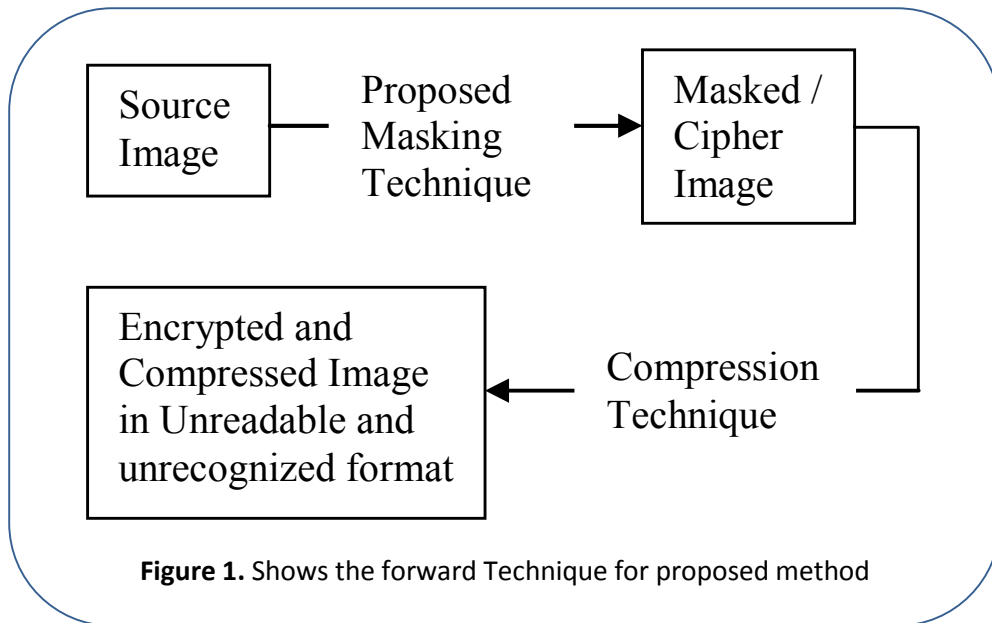 Source
Image
Proposed
Masking
Technique
Masked /
Cipher
Image
Compression
Technique
Encrypted and
Compressed Image
in Unreadable and
unrecognized format
Figure 1. Shows the forward Technique for proposed method